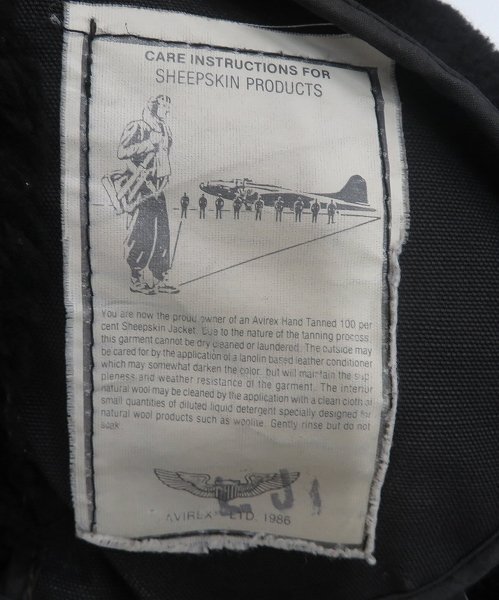 CARE INSTRUCTIONS FOR
SHEEPSKIN PRODUCTS
You are now the proud owner of an Avirex Hand Tanned 100 per
cent Sheepskin Jacket. Due to the nature of the tanning process,
this garment cannot be dry cleaned or laundered. The outside may
be cared for by the application of a lanolin based leather conditioner
which may somewhat darken the color, but will maintain the sup-
pleness and weather resistance of the garment. The interior
natural wool may be cleaned by the application with a clean cloth of
small quantities of diluted liquid detergent specially designed for
natural wool products such as woolite. Gently rinse but do not
soak.
AVIREX LTD. 1986